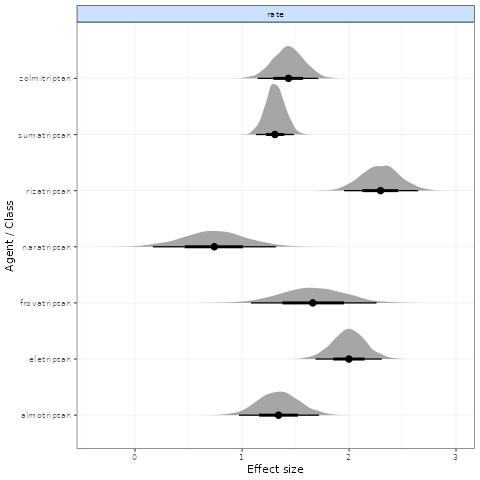 rate
zolmitriptan
sumatriptan
rizatriptan
naratriptan
frovatriptan
eletriptan
almotriptan
Agent / Class
0 1 2 3
Effect size